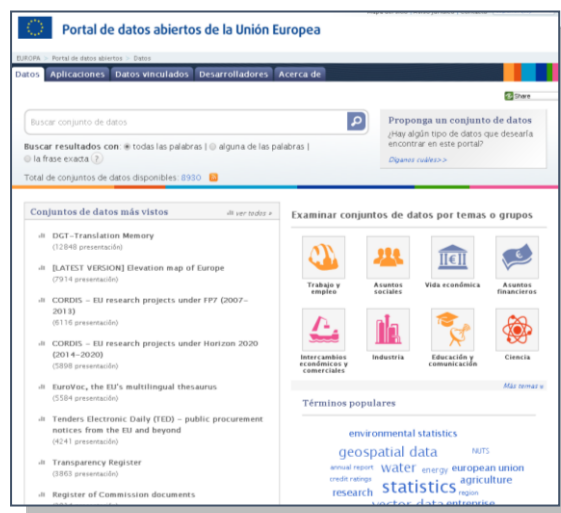 Portal de datos abiertos de la Unión Europea
EUROPA > Portal de datos abiertos > Datos
Datos Aplicaciones Datos vinculados Desarrolladores Acerca de
Share
Buscar conjunto de datos
Buscar resultados con: todas las palabras | alguna de las palabras |
la frase exacta (?)
Total de conjuntos de datos disponibles: 8930
Proponga un conjunto de datos
¿Hay algún tipo de datos que desearía
encontrar en este portal?
Díganos cuáles>>
Conjuntos de datos más vistos
ver todos »
DGT-Translation Memory
(12848 presentación)
[LATEST VERSION] Elevation map of Europe
(7914 presentación)
CORDIS – EU research projects under FP7 (2007–
2013)
(6116 presentación)
CORDIS – EU research projects under Horizon 2020
(2014–2020)
(5898 presentación)
EuroVoc, the EU's multilingual thesaurus
(5584 presentación)
Tenders Electronic Daily (TED) – public procurement
notices from the EU and beyond
(4241 presentación)
Transparency Register
(3863 presentación)
Register of Commission documents
Examinar conjuntos de datos por temas o grupos
Trabajo y
empleo
Asuntos
sociales
Vida económica
Asuntos
financieros
Intercambios
económicos y
comerciales
Industria
Educación y
comunicación
Ciencia
Más temas
Términos populares
environmental statistics
geospatial data NUTS
annual report water energy european union
credit ratings agriculture
research statistics region
vector data enterprise